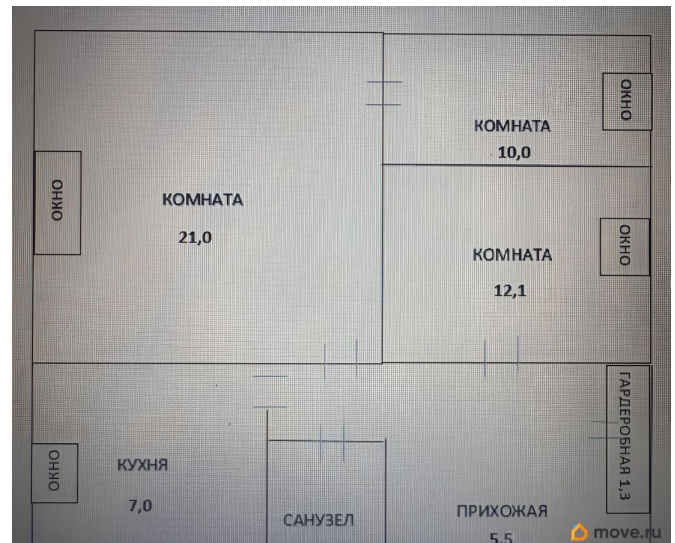 КОМНАТА
10,0
ОКНО
ОКНО
КОМНАТА
21,0
ОКНО
КОМНАТА
12,1
ГАРДЕРОБНАЯ 1,3
ОКНО
КУХНЯ
7,0
САНУЗЕЛ
ПРИХОЖАЯ
5,5
move.ru